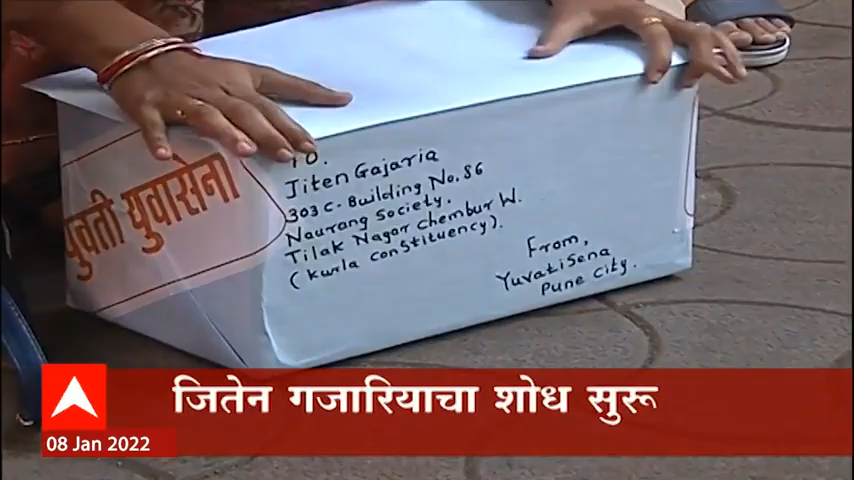 युवती युवासेना
To.
Jiten Gajaria
303 C- Building No. 86
Naurang Society.
Tilak Nagar Chembur W.
(Kurla Constituency).
From,
YuvatiSena
Pune City.
जितेन गजारियाचा शोध सुरू
08 Jan 2022